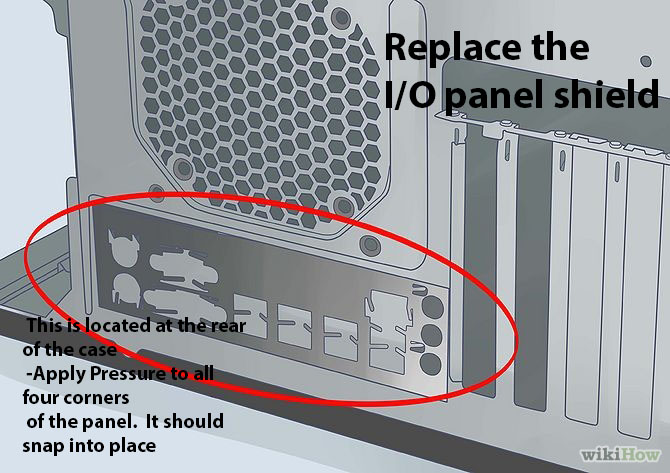 Replace the
I/O panel shield
This is located at the rear
of the case
-Apply Pressure to all
four corners
of the panel.  It should
snap into place
wikiHow